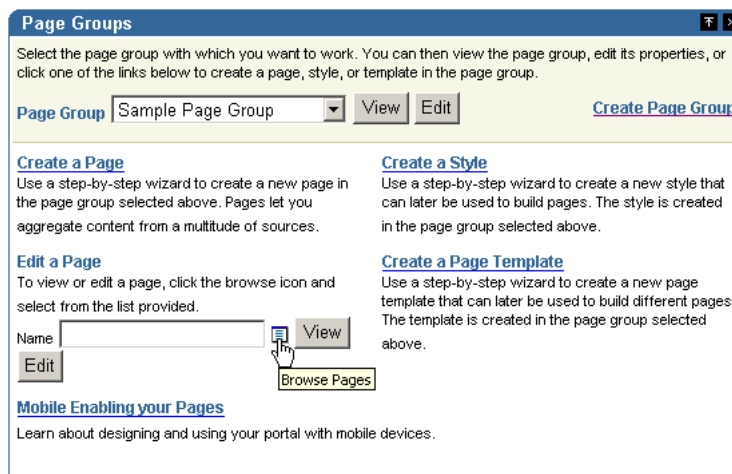 Page Groups
Select the page group with which you want to work. You can then view the page group, edit its properties, or
click one of the links below to create a page, style, or template in the page group.
Page Group Sample Page Group View Edit Create Page Group
Create a Page
Use a step-by-step wizard to create a new page in
the page group selected above. Pages let you
aggregate content from a multitude of sources.
Create a Style
Use a step-by-step wizard to create a new style that
can later be used to build pages. The style is created
in the page group selected above.
Edit a Page
To view or edit a page, click the browse icon and
select from the list provided.
Name View
Edit
Browse Pages
Create a Page Template
Use a step-by-step wizard to create a new page
template that can later be used to build different pages
The template is created in the page group selected
above.
Mobile Enabling your Pages
Learn about designing and using your portal with mobile devices.